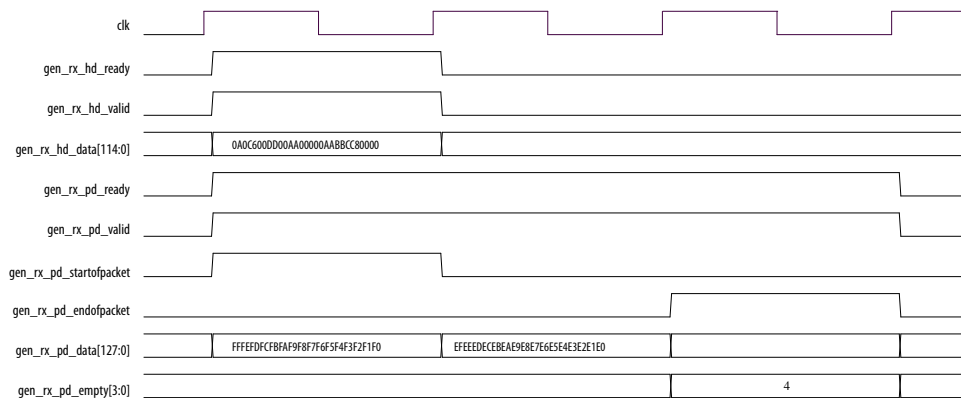 clk
gen_rx_hd_ready
gen_rx_hd_valid
gen_rx_hd_data[114:0] 0A0C600DD00AA00000AABBCC80000
gen_rx_pd_ready
gen_rx_pd_valid
gen_rx_pd_startofpacket
gen_rx_pd_endofpacket
gen_rx_pd_data[127:0] FFFEFDFCFBFAF9F8F7F6F5F4F3F2F1F0 EFEEEDECEBEAE9E8E7E6E5E4E3E2E1E0
gen_rx_pd_empty[3:0] 4